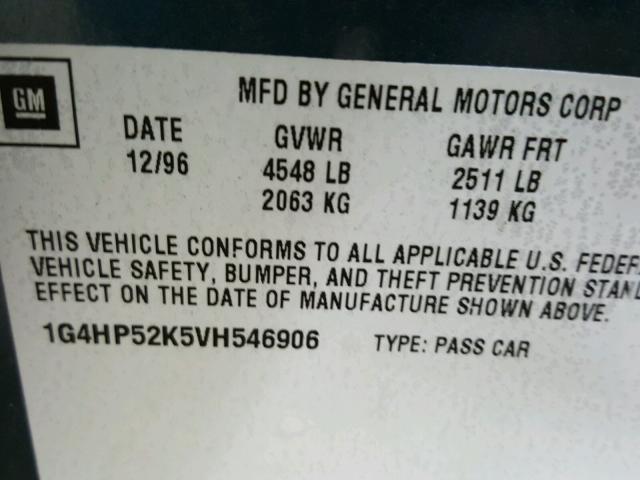 GM
MFD BY GENERAL MOTORS CORP
DATE GVWR GAWR FRT
12/96 4548 LB 2511 LB
2063 KG 1139 KG
THIS VEHICLE CONFORMS TO ALL APPLICABLE U.S. FEDER
VEHICLE SAFETY, BUMPER, AND THEFT PREVENTION STAN
EFFECT ON THE DATE OF MANUFACTURE SHOWN ABOVE.
1G4HP52K5VH546906 TYPE: PASS CAR